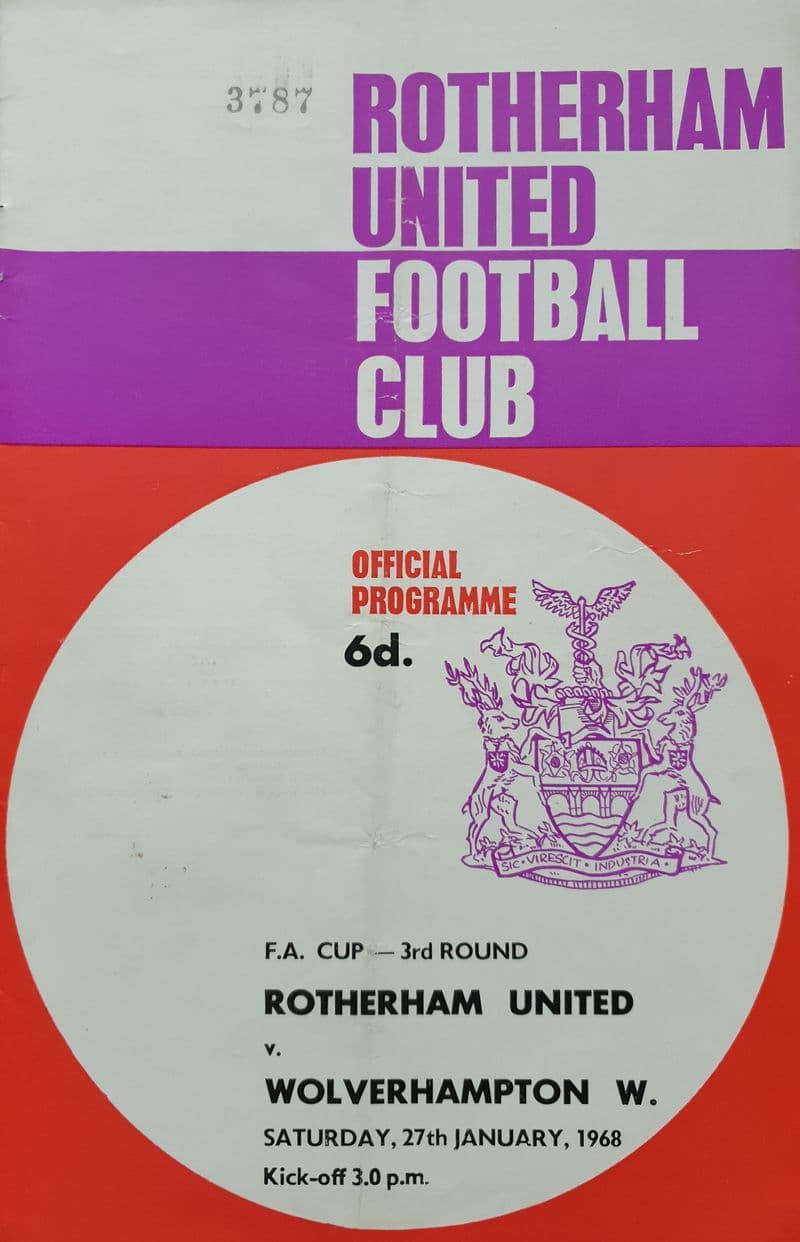 3787
ROTHERHAM
UNITED
FOOTBALL
CLUB
OFFICIAL
PROGRAMME
6d.
SIC • VIRESCIT • INDUSTRIA •
F.A. CUP — 3rd ROUND
ROTHERHAM UNITED
v.
WOLVERHAMPTON W.
SATURDAY, 27th JANUARY, 1968
Kick-off 3.0 p.m.